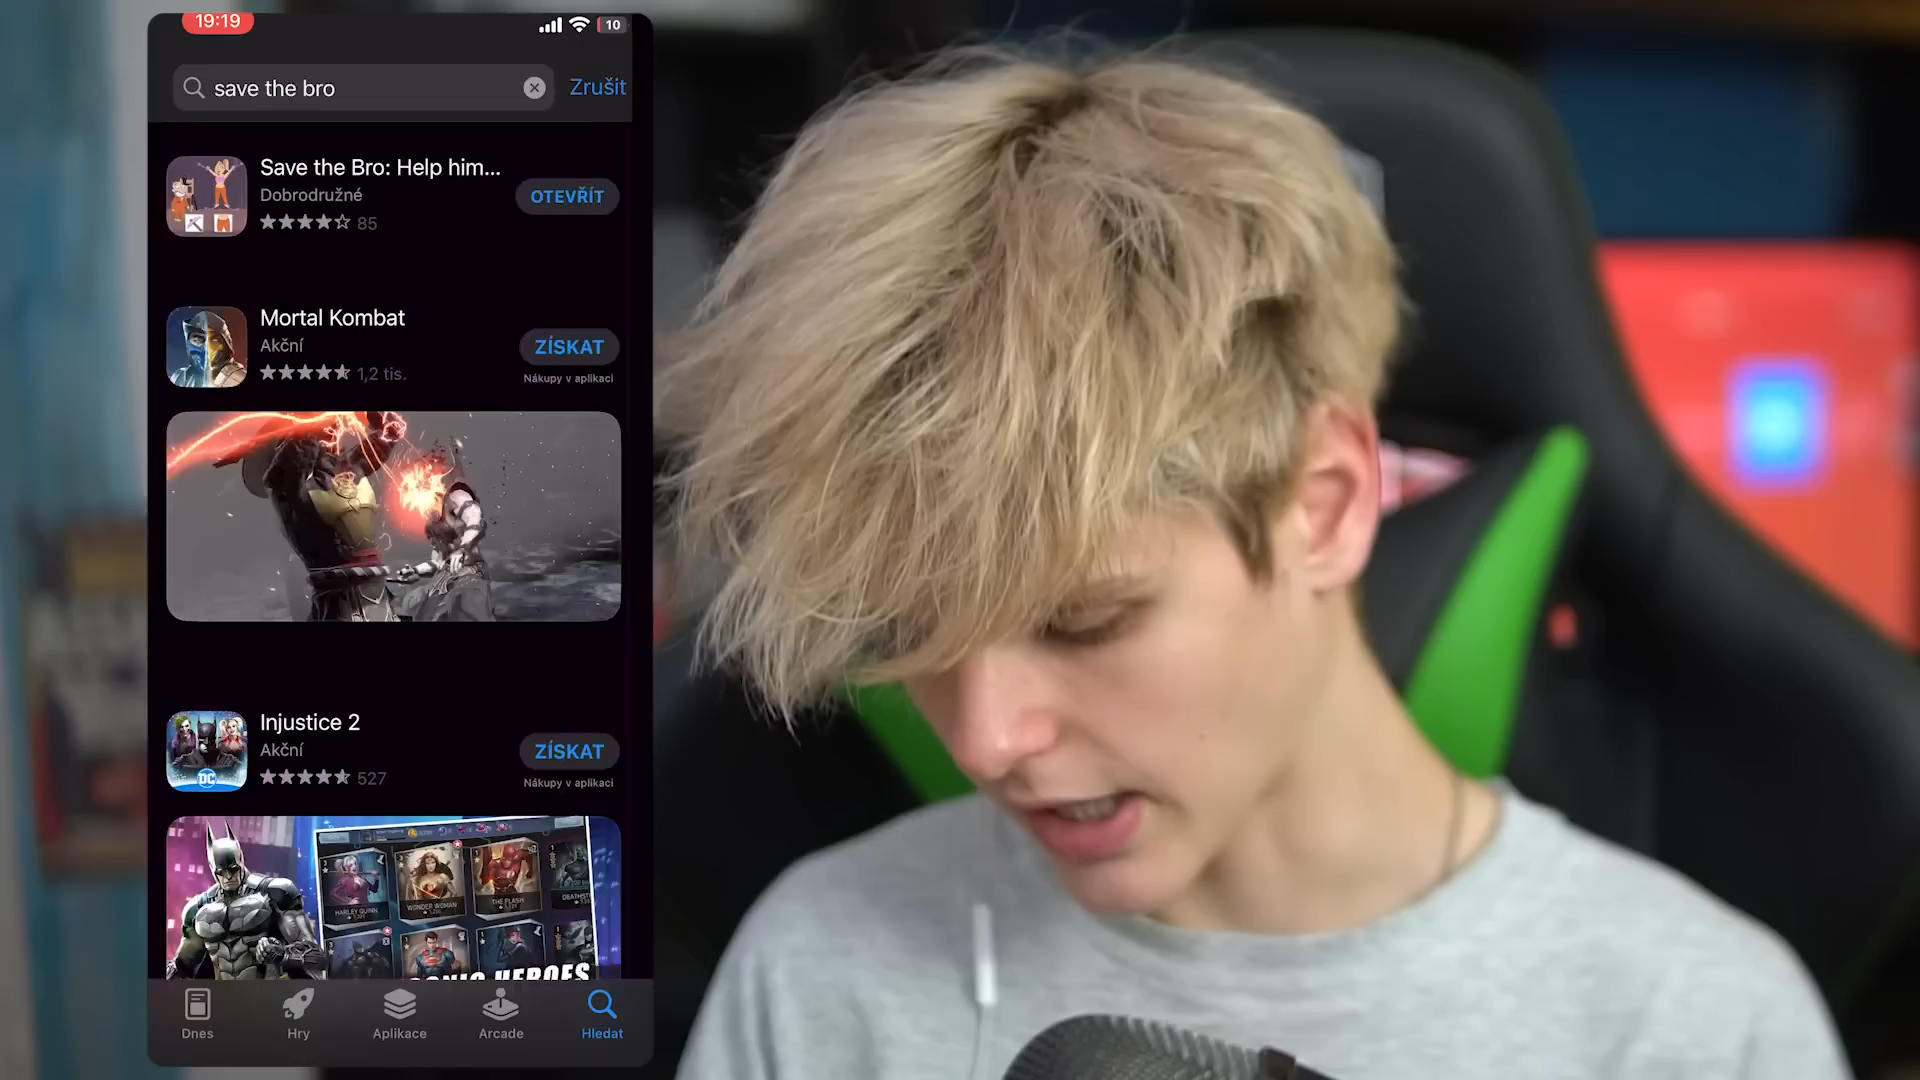 19:19
10
save the bro
Zrušit
Save the Bro: Help him...
Dobrodružné
OTEVŘÍT
85
Mortal Kombat
Akční
ZÍSKAT
1,2 tis.
Nákupy v aplikaci
Injustice 2
Akční
ZÍSKAT
527
Nákupy v aplikaci
DC
HARLEY QUINN
WONDER WOMAN
THE FLASH
HEROES
Dnes
Hry
Aplikace
Arcade
Hledat